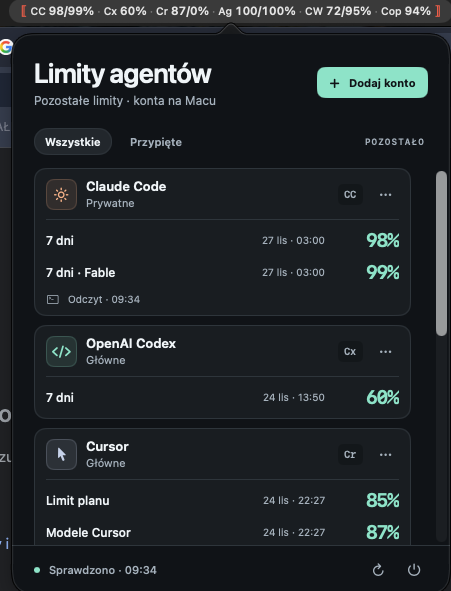 [ CC 98/99% · Cx 60% · Cr 87/0% · Ag 100/100% · CW 72/95% · Cop 94% ]
Limity agentów
Pozostałe limity · konta na Macu
+ Dodaj konto
Wszystkie Przypięte POZOSTAŁO
Claude Code
Prywatne
CC ...
7 dni 27 lis · 03:00 98%
7 dni · Fable 27 lis · 03:00 99%
Odczyt · 09:34
OpenAI Codex
Główne
Cx ...
7 dni 24 lis · 13:50 60%
Cursor
Główne
Cr ...
Limit planu 24 lis · 22:27 85%
Modele Cursor 24 lis · 22:27 87%
Sprawdzono · 09:34